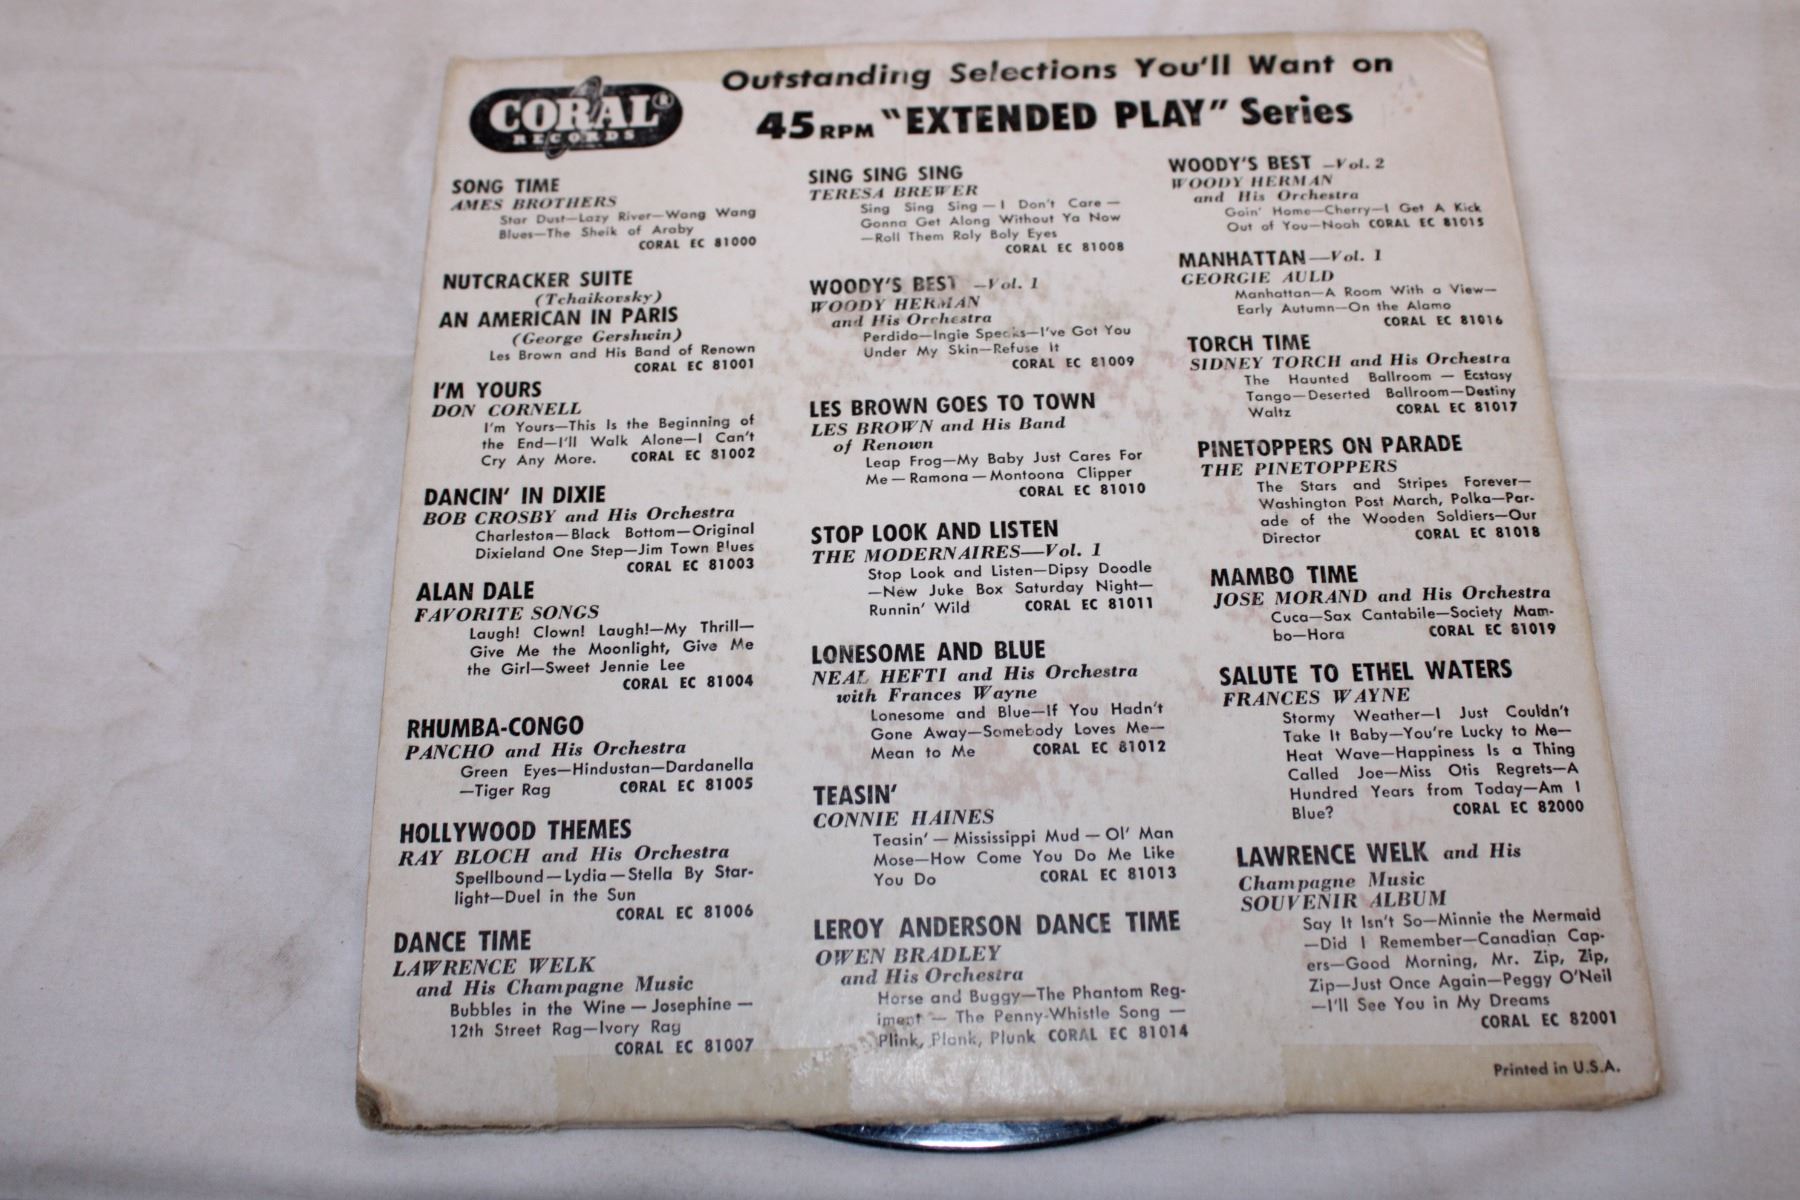 CORAL®
RECORDS
Outstanding Selections You'll Want on
45 RPM "EXTENDED PLAY" Series
SONG TIME
AMES BROTHERS
Star Dust—Lazy River—Wang Wang
Blues—The Sheik of Araby
CORAL EC 81000
NUTCRACKER SUITE
(Tchaikovsky)
AN AMERICAN IN PARIS
(George Gershwin)
Les Brown and His Band of Renown
CORAL EC 81001
I'M YOURS
DON CORNELL
I'm Yours—This Is the Beginning of
the End—I'll Walk Alone—I Can't
Cry Any More. CORAL EC 81002
DANCIN' IN DIXIE
BOB CROSBY and His Orchestra
Charleston—Black Bottom—Original
Dixieland One Step—Jim Town Blues
CORAL EC 81003
ALAN DALE
FAVORITE SONGS
Laugh! Clown! Laugh!—My Thrill—
Give Me the Moonlight, Give Me
the Girl—Sweet Jennie Lee
CORAL EC 81004
RHUMBA-CONGO
PANCHO and His Orchestra
Green Eyes—Hindustan—Dardanella
—Tiger Rag CORAL EC 81005
HOLLYWOOD THEMES
RAY BLOCH and His Orchestra
Spellbound—Lydia—Stella By Star-
light—Duel in the Sun
CORAL EC 81006
DANCE TIME
LAWRENCE WELK
and His Champagne Music
Bubbles in the Wine — Josephine —
12th Street Rag—Ivory Rag
CORAL EC 81007
SING SING SING
TERESA BREWER
Sing Sing Sing — I Don't Care —
Gonna Get Along Without Ya Now
—Roll Them Roly Boly Eyes
CORAL EC 81008
WOODY'S BEST —Vol. 1
WOODY HERMAN
and His Orchestra
Perdido—Ingie Speaks—I've Got You
Under My Skin—Refuse It
CORAL EC 81009
LES BROWN GOES TO TOWN
LES BROWN and His Band
of Renown
Leap Frog—My Baby Just Cares For
Me — Ramona — Montoona Clipper
CORAL EC 81010
STOP LOOK AND LISTEN
THE MODERNAIRES—Vol. 1
Stop Look and Listen—Dipsy Doodle
—New Juke Box Saturday Night—
Runnin' Wild CORAL EC 81011
LONESOME AND BLUE
NEAL HEFTI and His Orchestra
with Frances Wayne
Lonesome and Blue—If You Hadn't
Gone Away—Somebody Loves Me—
Mean to Me CORAL EC 81012
TEASIN'
CONNIE HAINES
Teasin' — Mississippi Mud — Ol' Man
Mose—How Come You Do Me Like
You Do CORAL EC 81013
LEROY ANDERSON DANCE TIME
OWEN BRADLEY
and His Orchestra
Horse and Buggy—The Phantom Reg-
iment — The Penny-Whistle Song —
Plink, Plank, Plunk CORAL EC 81014
WOODY'S BEST —Vol. 2
WOODY HERMAN
and His Orchestra
Goin' Home—Cherry—I Get A Kick
Out of You—Noah CORAL EC 81015
MANHATTAN—Vol. 1
GEORGIE AULD
Manhattan—A Room With a View—
Early Autumn—On the Alamo
CORAL EC 81016
TORCH TIME
SIDNEY TORCH and His Orchestra
The Haunted Ballroom — Ecstasy
Tango—Deserted Ballroom—Destiny
Waltz CORAL EC 81017
PINETOPPERS ON PARADE
THE PINETOPPERS
The Stars and Stripes Forever—
Washington Post March, Polka—Par-
ade of the Wooden Soldiers—Our
Director CORAL EC 81018
MAMBO TIME
JOSE MORAND and His Orchestra
Cuca—Sax Cantabile—Society Mam-
bo—Hora CORAL EC 81019
SALUTE TO ETHEL WATERS
FRANCES WAYNE
Stormy Weather—I Just Couldn't
Take It Baby—You're Lucky to Me—
Heat Wave—Happiness Is a Thing
Called Joe—Miss Otis Regrets—A
Hundred Years from Today—Am I
Blue? CORAL EC 82000
LAWRENCE WELK and His
Champagne Music
SOUVENIR ALBUM
Say It Isn't So—Minnie the Mermaid
—Did I Remember—Canadian Cap-
ers—Good Morning, Mr. Zip, Zip,
Zip—Just Once Again—Peggy O'Neil
—I'll See You in My Dreams
CORAL EC 82001
Printed in U.S.A.